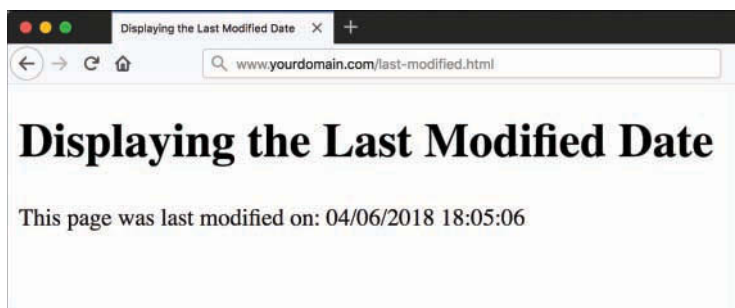 Displaying the Last Modified Date
www.yourdomain.com/last-modified.html
Displaying the Last Modified Date
This page was last modified on: 04/06/2018 18:05:06